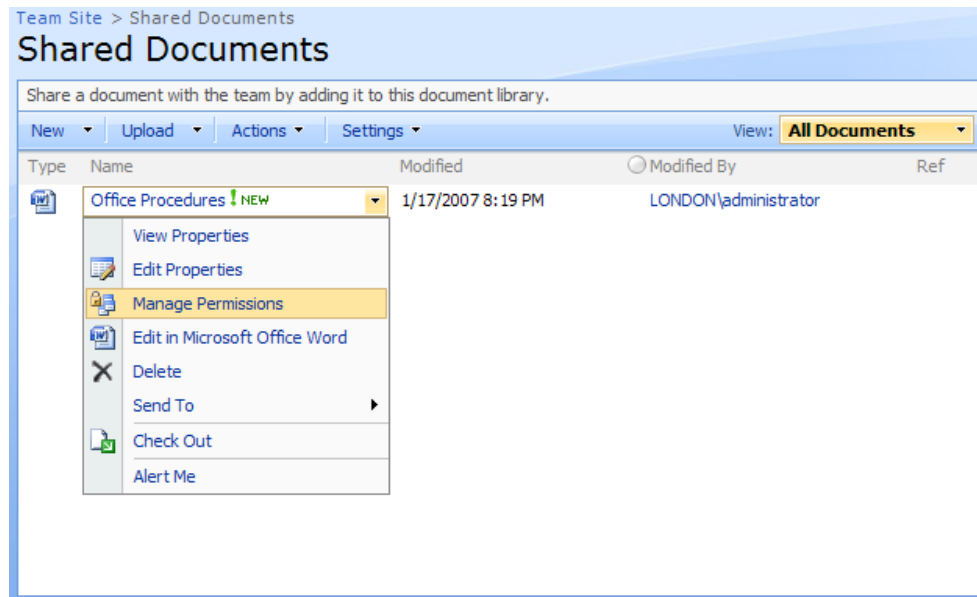 Team Site > Shared Documents
Shared Documents
Share a document with the team by adding it to this document library.
New Upload Actions Settings View: All Documents
Type Name Modified Modified By Ref
Office Procedures ! NEW 1/17/2007 8:19 PM LONDON\administrator
View Properties
Edit Properties
Manage Permissions
Edit in Microsoft Office Word
Delete
Send To
Check Out
Alert Me